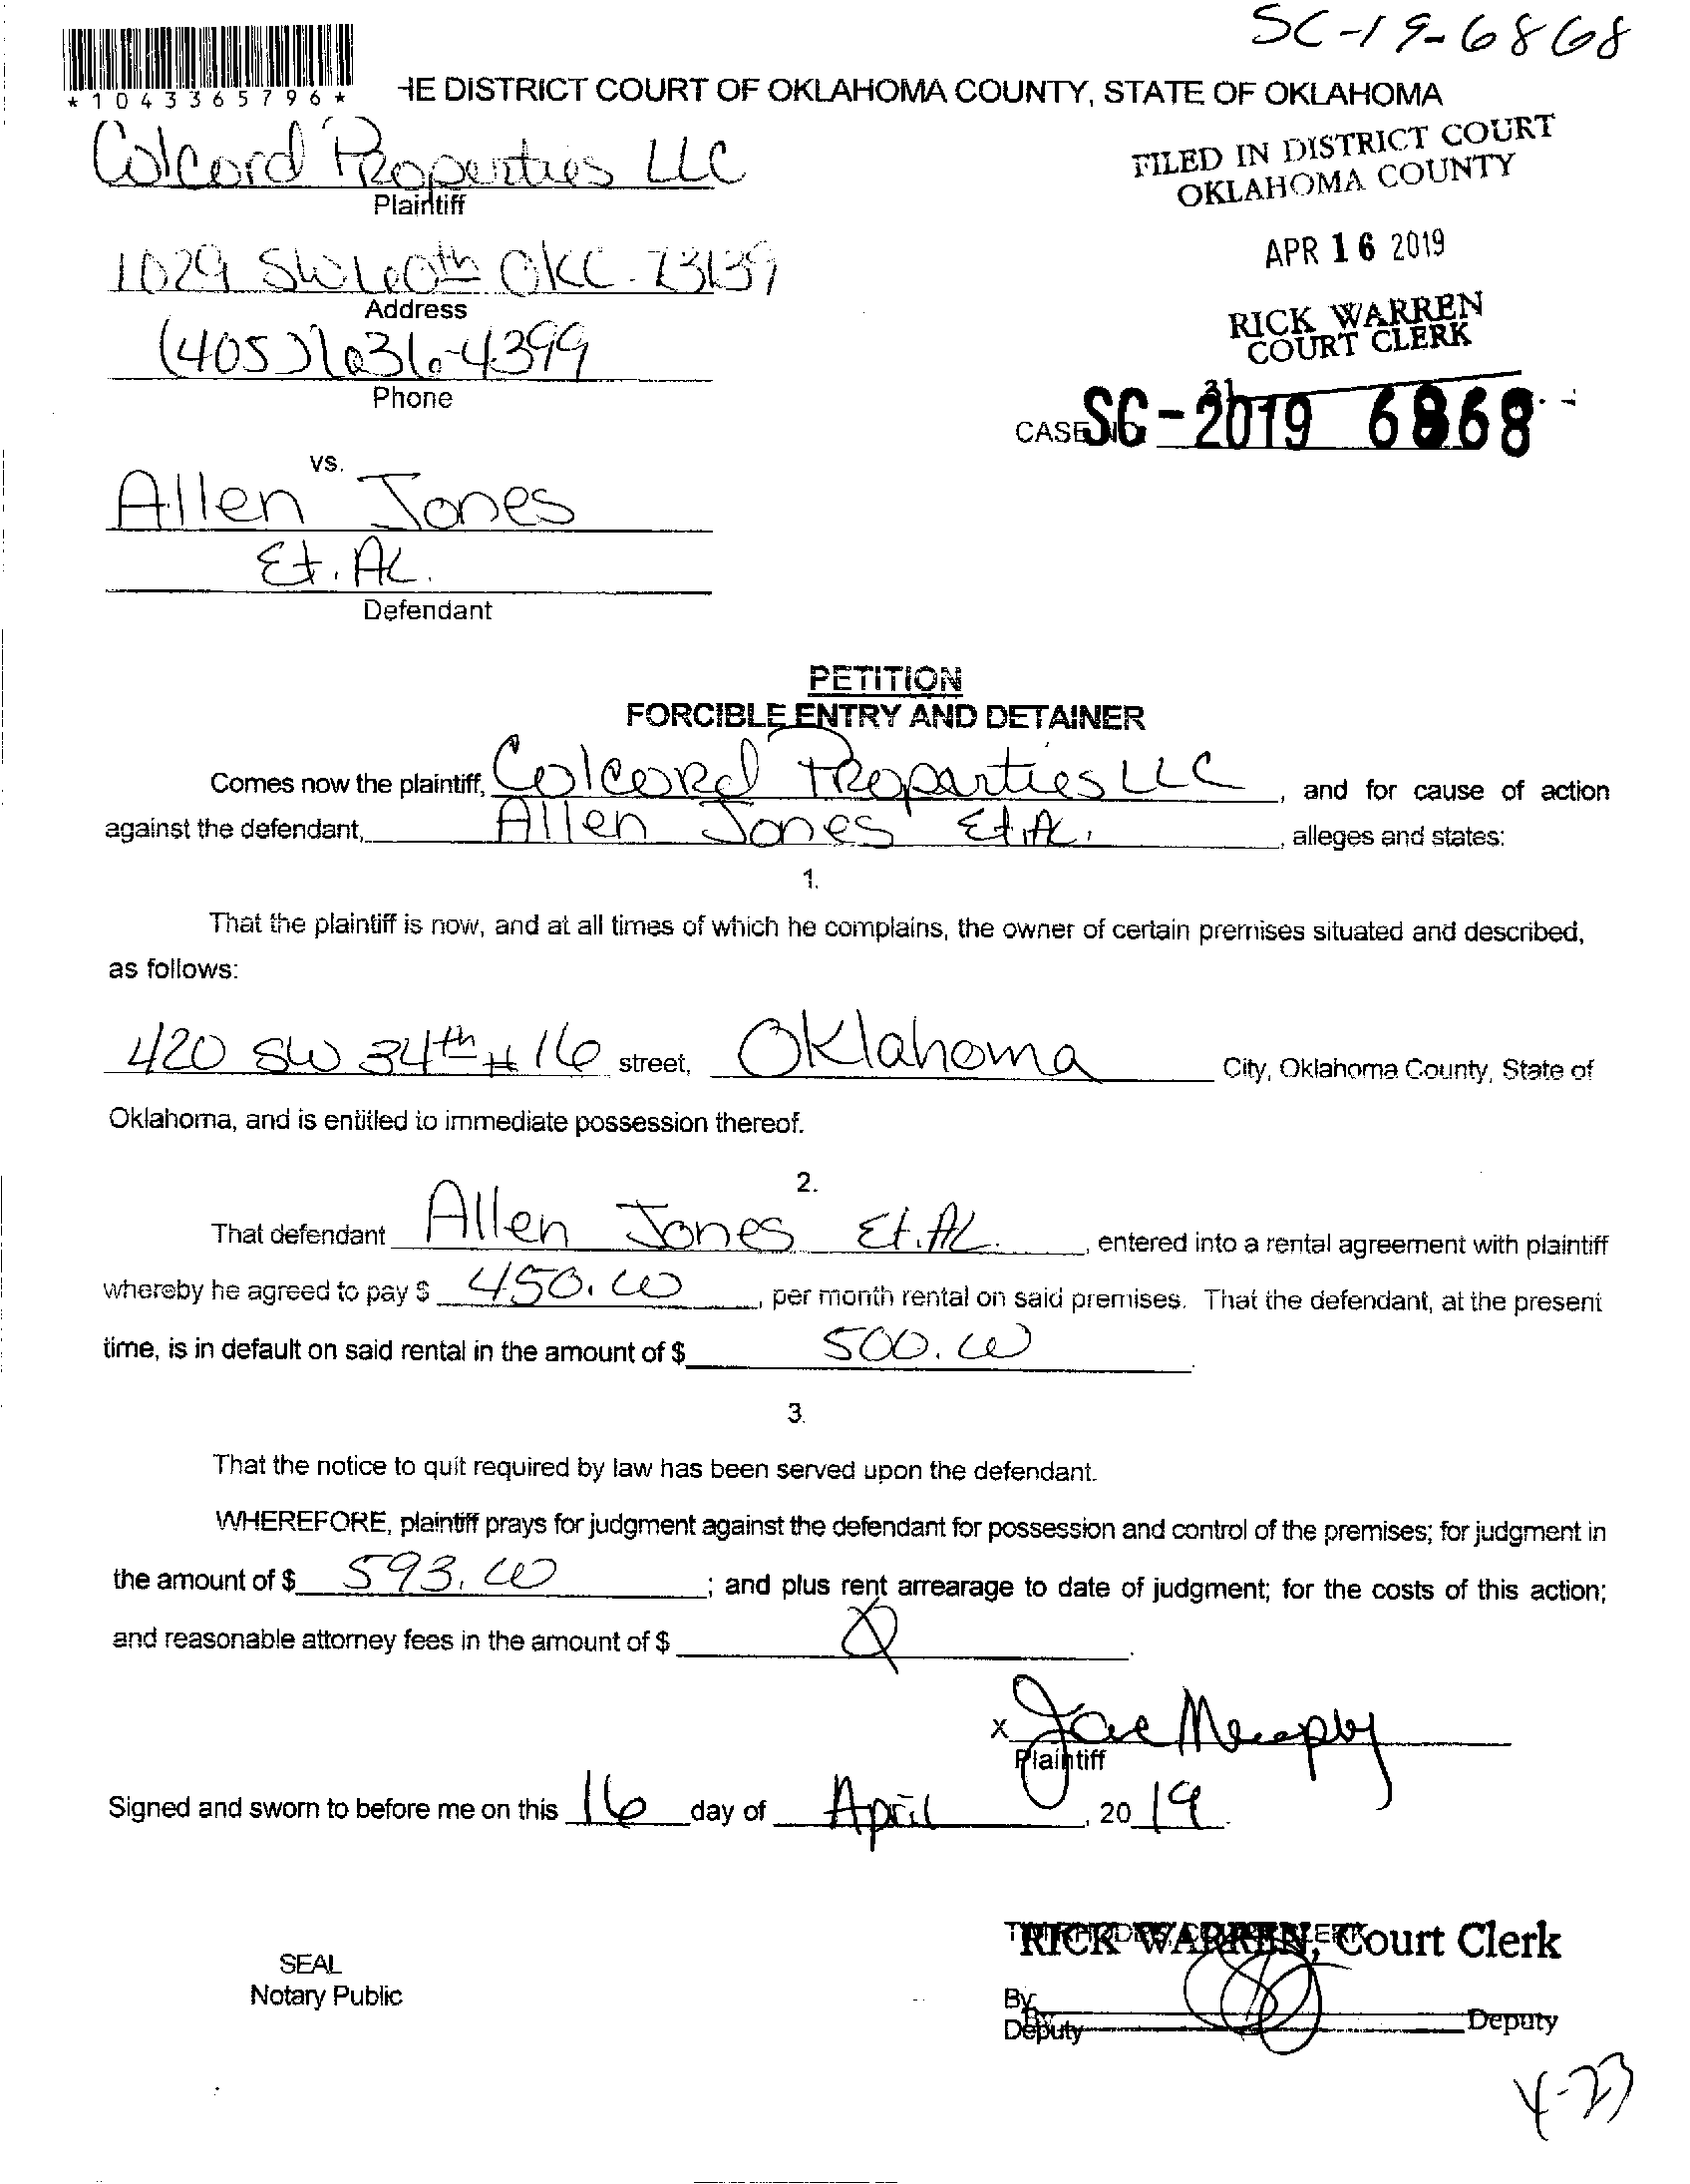 SC-19-6868
*1043365796*
HE DISTRICT COURT OF OKLAHOMA COUNTY, STATE OF OKLAHOMA
Colcord Properties LLC
Plaintiff
FILED IN DISTRICT COURT
OKLAHOMA COUNTY
1029 SW 60th OKC. 73139
Address
APR 16 2019
(405) 636-4399
Phone
RICK WARREN
COURT CLERK
31
CASE NO. SC-2019 6868
vs.
Allen Jones
Et. AL.
Defendant
PETITION
FORCIBLE ENTRY AND DETAINER
Comes now the plaintiff, Colcord Properties LLC, and for cause of action
against the defendant, Allen Jones Et. AL., alleges and states:
1.
That the plaintiff is now, and at all times of which he complains, the owner of certain premises situated and described,
as follows:
420 SW 34th # 16 street, Oklahoma City, Oklahoma County, State of
Oklahoma, and is entitled to immediate possession thereof.
2.
That defendant Allen Jones Et. AL., entered into a rental agreement with plaintiff
whereby he agreed to pay $ 450.00, per month rental on said premises. That the defendant, at the present
time, is in default on said rental in the amount of $ 500.00.
3.
That the notice to quit required by law has been served upon the defendant.
WHEREFORE, plaintiff prays for judgment against the defendant for possession and control of the premises; for judgment in
the amount of $ 593.00; and plus rent arrearage to date of judgment; for the costs of this action;
and reasonable attorney fees in the amount of $ Ø.
x Jae Murphy
Plaintiff
Signed and sworn to before me on this 16 day of April, 2019.
RICK WARREN, Court Clerk
SEAL
Notary Public
By
Deputy
By Deputy
4-23